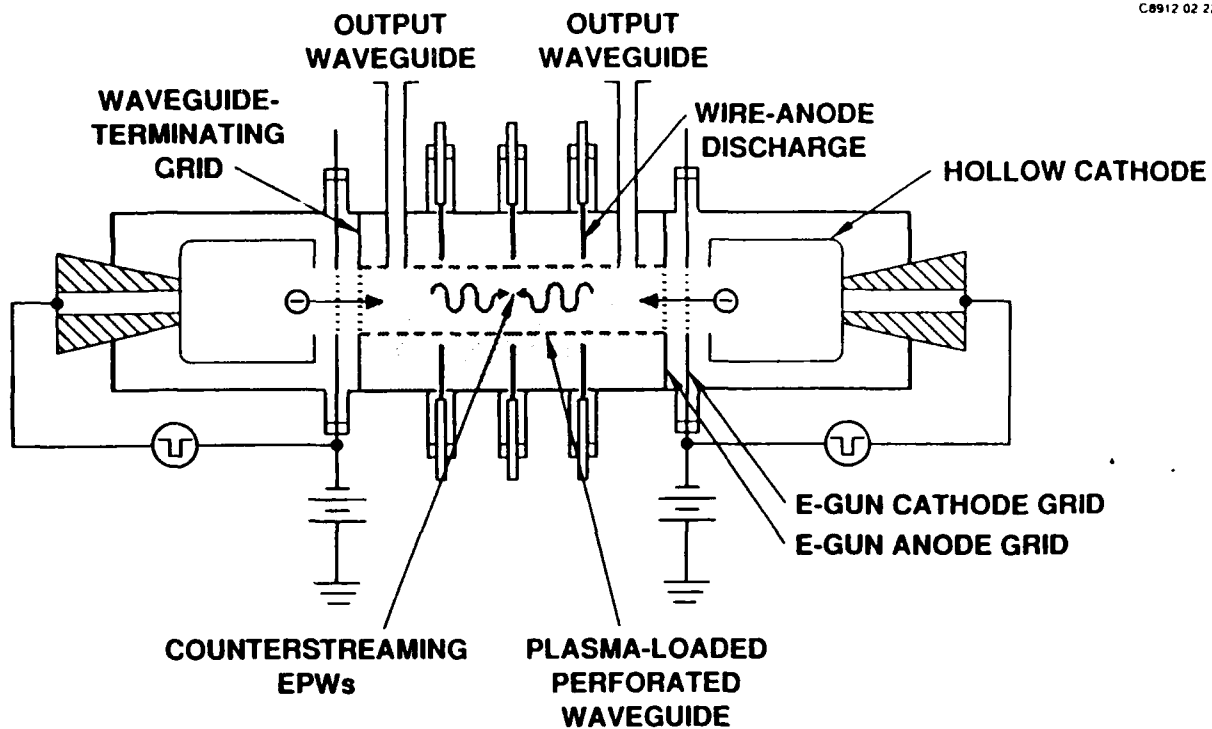 C8912 02 2
OUTPUT
WAVEGUIDE
OUTPUT
WAVEGUIDE
WAVEGUIDE-
TERMINATING
GRID
WIRE-ANODE
DISCHARGE
HOLLOW CATHODE
E-GUN CATHODE GRID
E-GUN ANODE GRID
COUNTERSTREAMING
EPWs
PLASMA-LOADED
PERFORATED
WAVEGUIDE